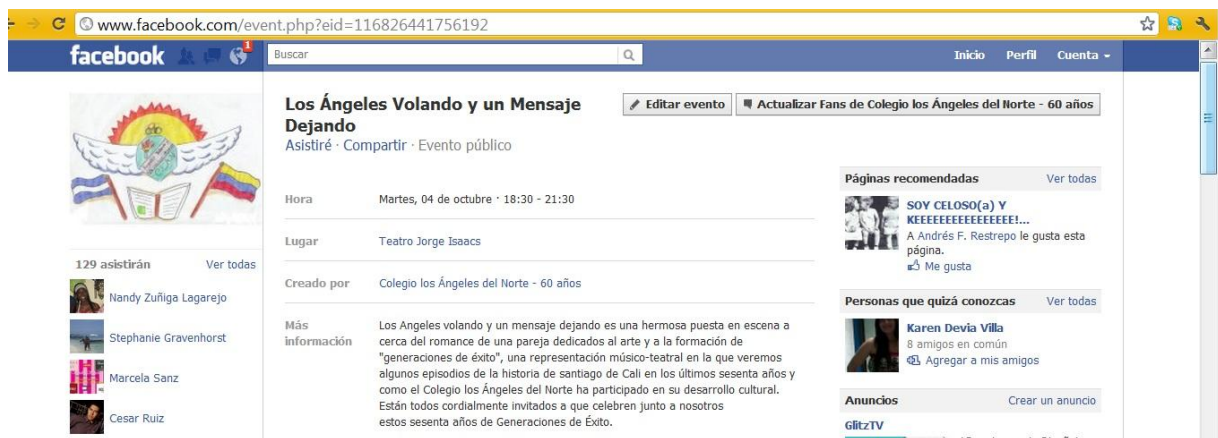 www.facebook.com/event.php?eid=116826441756192
facebook
1
Buscar
Inicio Perfil Cuenta
Los Ángeles Volando y un Mensaje
Dejando
Editar evento
Actualizar Fans de Colegio los Ángeles del Norte - 60 años
Asistiré · Compartir · Evento público
Hora
Martes, 04 de octubre · 18:30 - 21:30
Lugar
Teatro Jorge Isaacs
Creado por
Colegio los Ángeles del Norte - 60 años
Más
información
Los Angeles volando y un mensaje dejando es una hermosa puesta en escena a
cerca del romance de una pareja dedicados al arte y a la formación de
"generaciones de éxito", una representación músico-teatral en la que veremos
algunos episodios de la historia de santiago de Cali en los últimos sesenta años y
como el Colegio los Ángeles del Norte ha participado en su desarrollo cultural.
Están todos cordialmente invitados a que celebren junto a nosotros
estos sesenta años de Generaciones de Éxito.
129 asistirán Ver todas
Nandy Zuñiga Lagarejo
Stephanie Gravenhorst
Marcela Sanz
Cesar Ruiz
Páginas recomendadas Ver todas
SOY CELOSO(a) Y
KEEEEEEEEEEEEEEE!...
A Andrés F. Restrepo le gusta esta
página.
Me gusta
Personas que quizá conozcas Ver todas
Karen Devia Villa
8 amigos en común
Agregar a mis amigos
Anuncios Crear un anuncio
GlitzTV